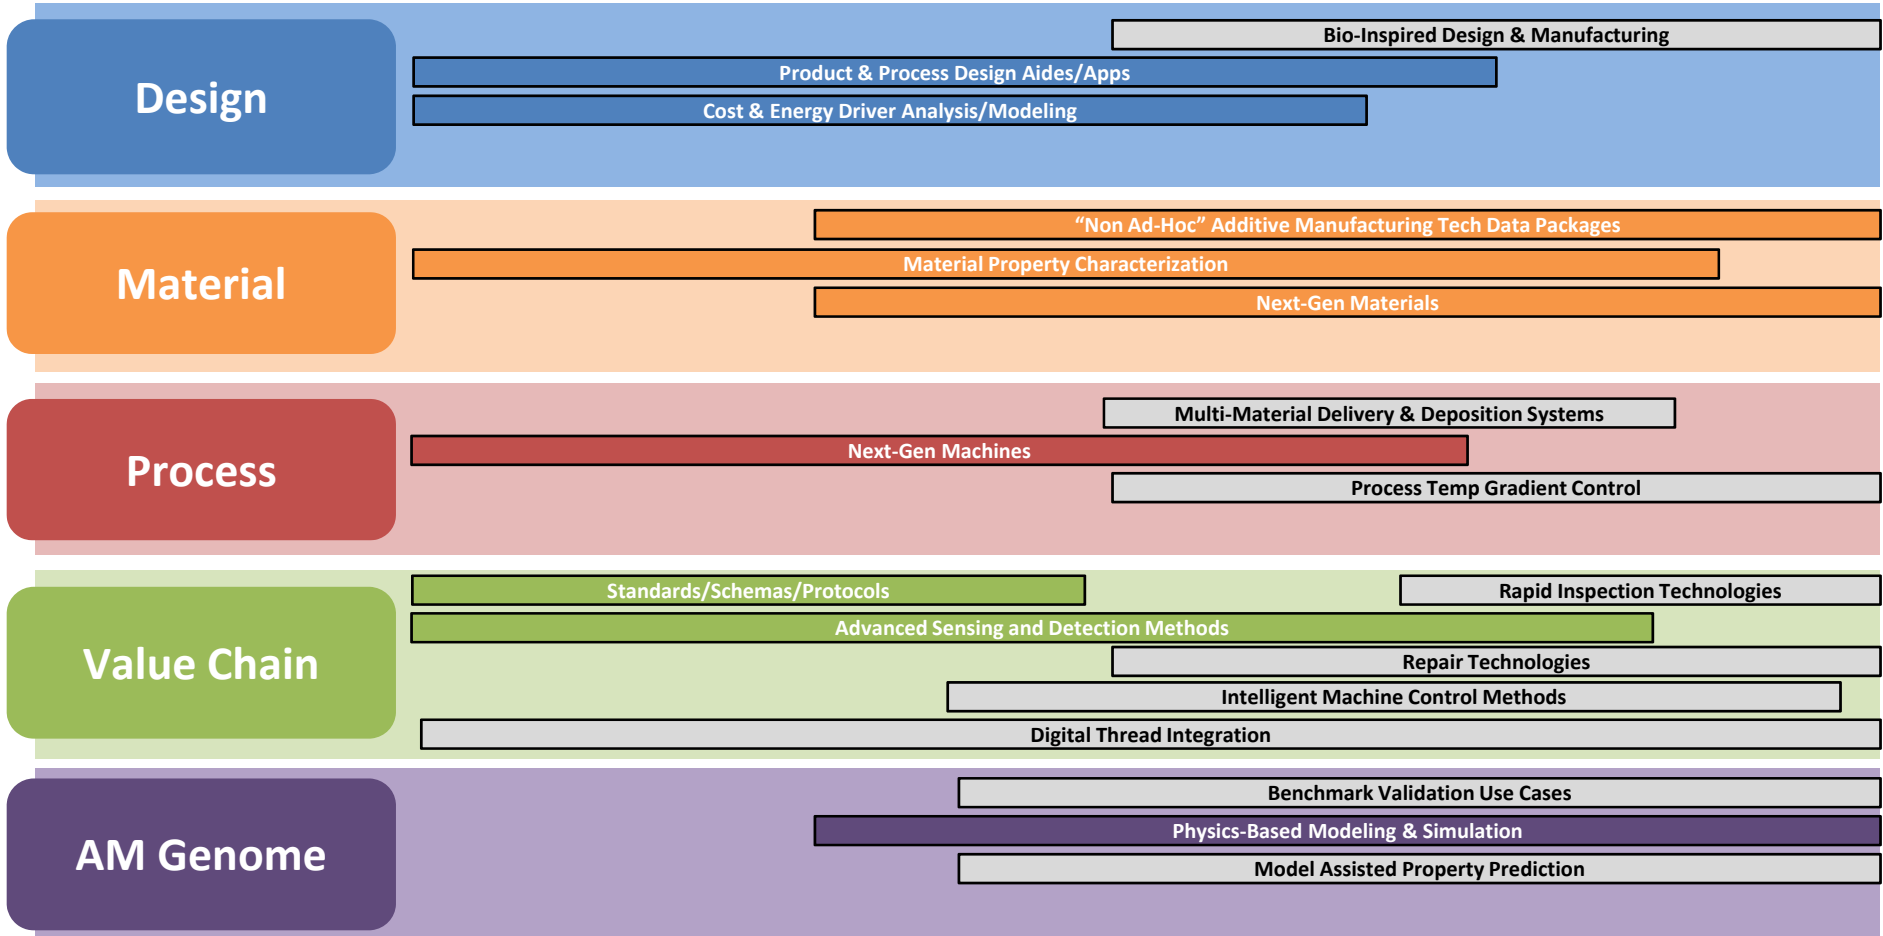 Design
Bio-Inspired Design & Manufacturing
Product & Process Design Aides/Apps
Cost & Energy Driver Analysis/Modeling
Material
“Non Ad-Hoc” Additive Manufacturing Tech Data Packages
Material Property Characterization
Next-Gen Materials
Process
Multi-Material Delivery & Deposition Systems
Next-Gen Machines
Process Temp Gradient Control
Value Chain
Standards/Schemas/Protocols
Rapid Inspection Technologies
Advanced Sensing and Detection Methods
Repair Technologies
Intelligent Machine Control Methods
Digital Thread Integration
AM Genome
Benchmark Validation Use Cases
Physics-Based Modeling & Simulation
Model Assisted Property Prediction